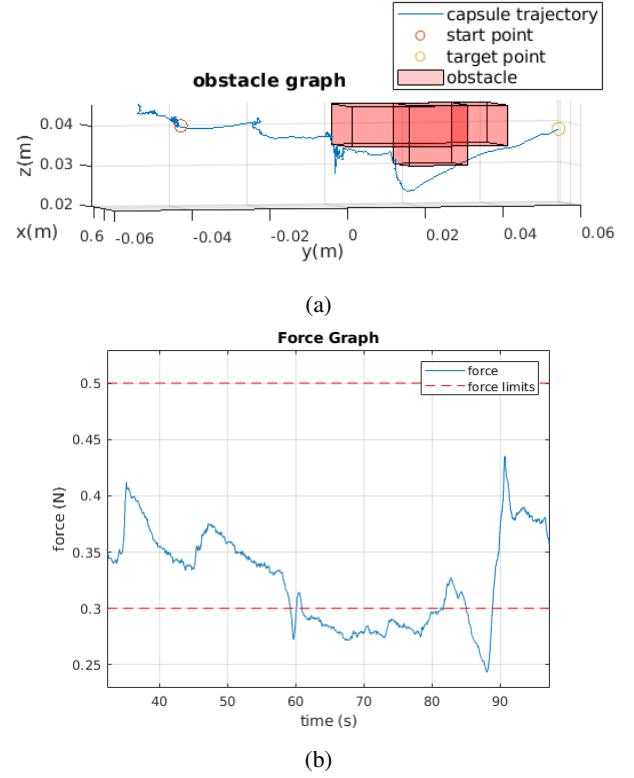 capsule trajectory
start point
target point
obstacle
obstacle graph
0.04
0.03
0.02
z(m)
x(m)
0.6
-0.06
-0.04
-0.02
0
0.02
0.04
0.06
y(m)
(a)
Force Graph
force
force limits
0.5
0.45
0.4
0.35
0.3
0.25
force (N)
40
50
60
70
80
90
time (s)
(b)